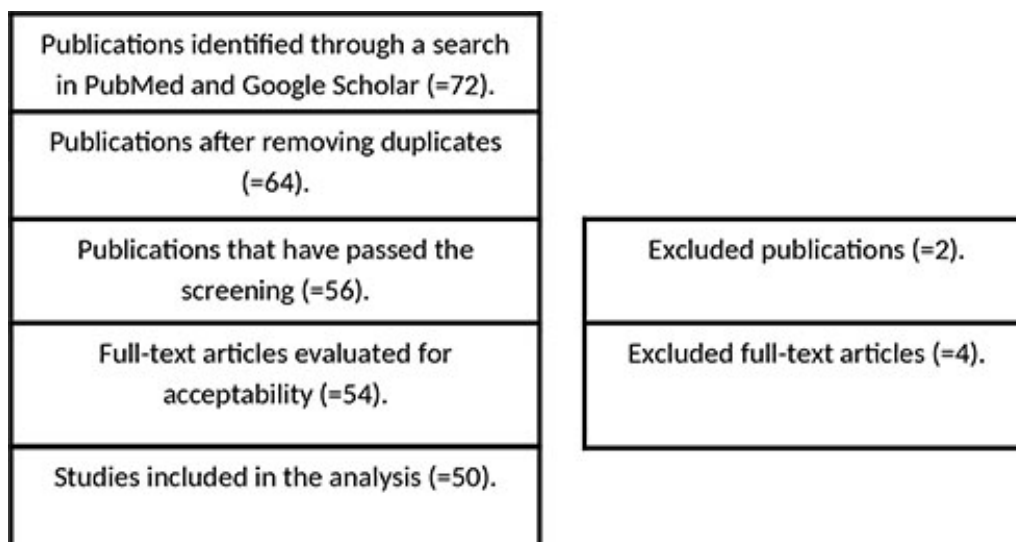 Publications identified through a search
in PubMed and Google Scholar (=72).
Publications after removing duplicates
(=64).
Publications that have passed the
screening (=56).
Excluded publications (=2).
Full-text articles evaluated for
acceptability (=54).
Excluded full-text articles (=4).
Studies included in the analysis (=50).